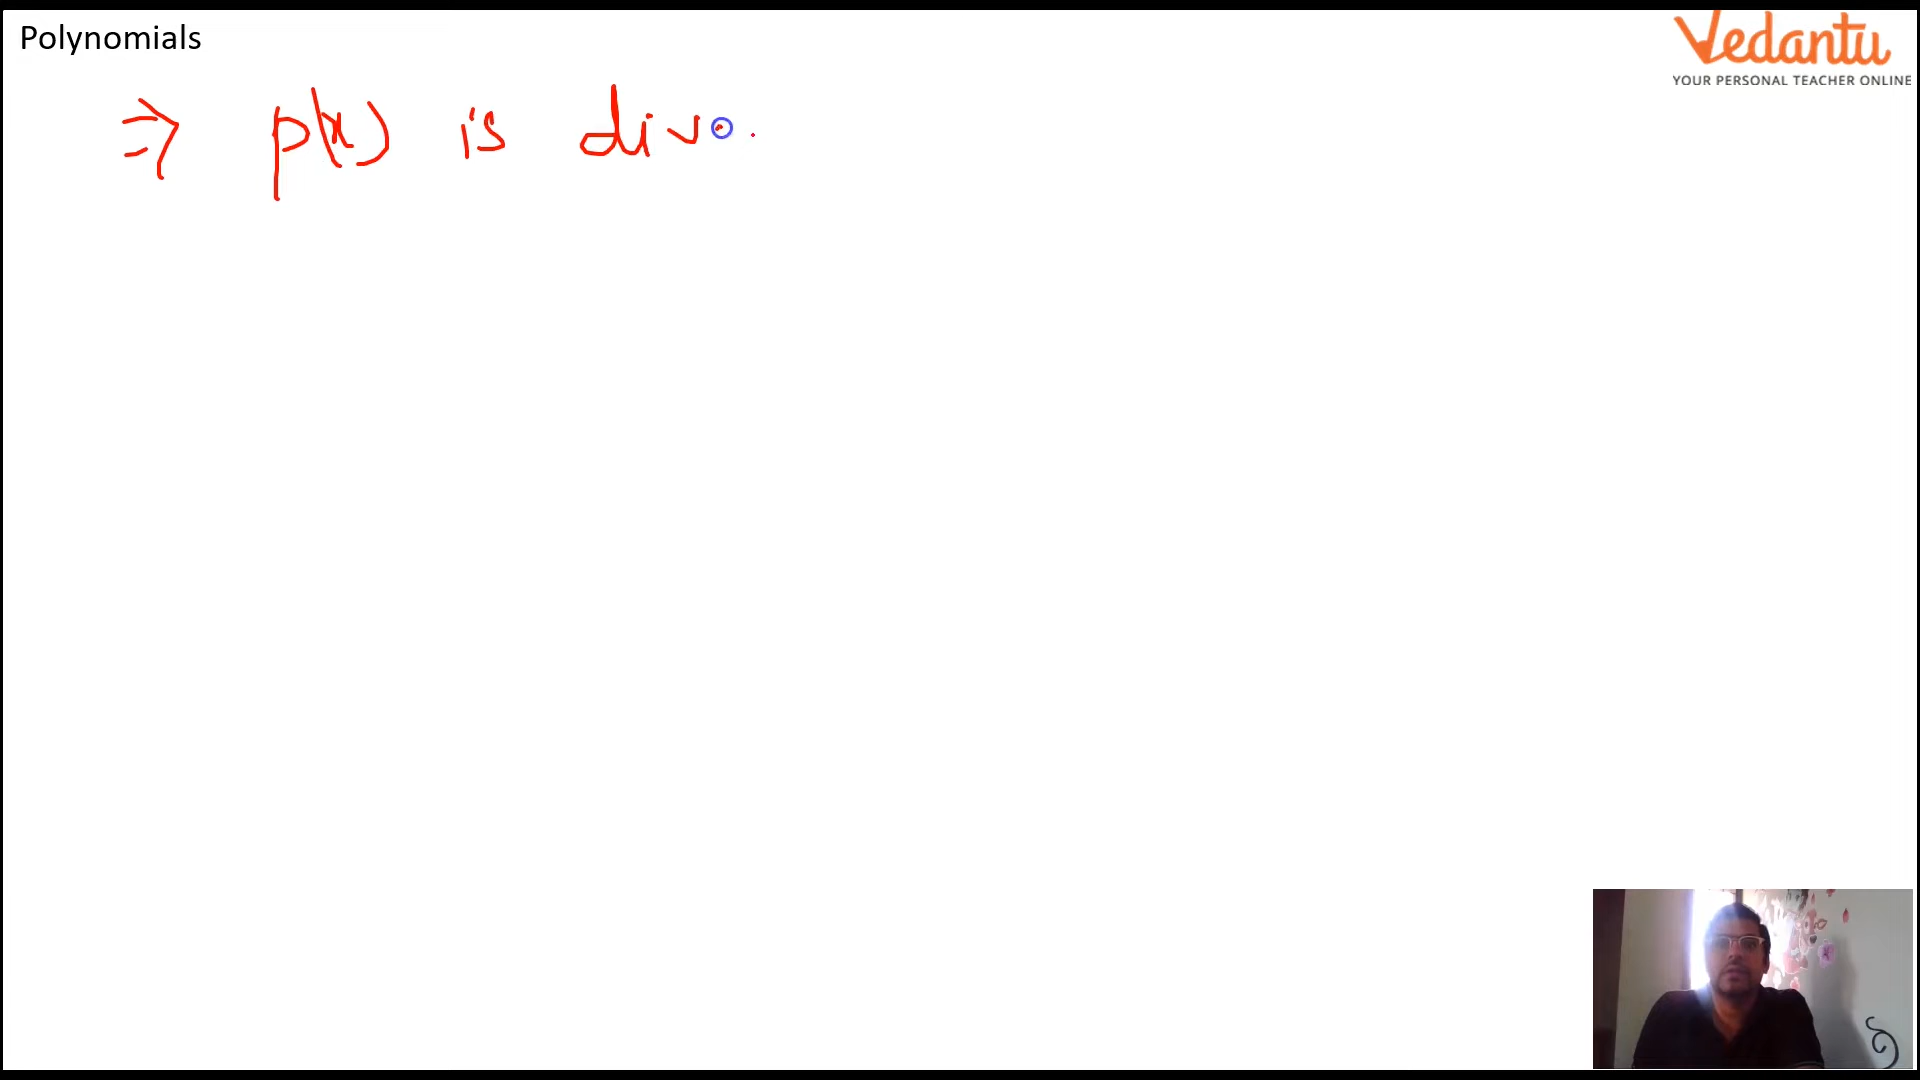 Polynomials
Vedantu
YOUR PERSONAL TEACHER ONLINE
⇒ p(x) is div